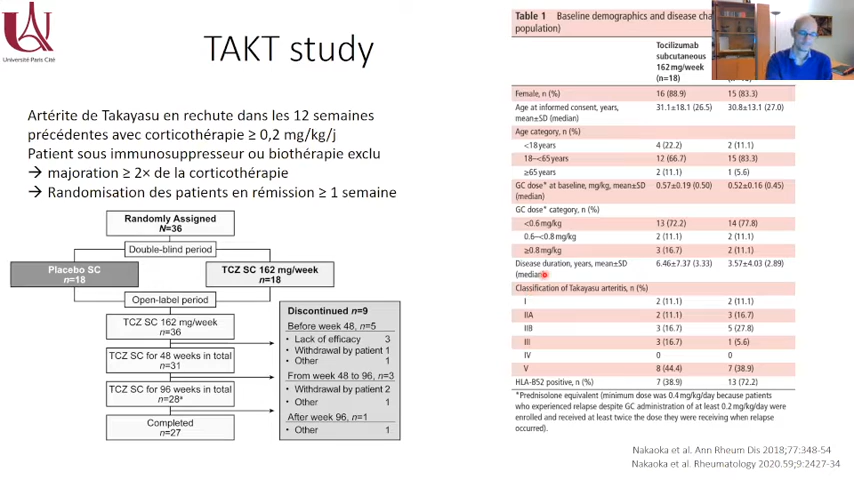 Université Paris Cité
TAKT study
Artérite de Takayasu en rechute dans les 12 semaines
précédentes avec corticothérapie ≥ 0,2 mg/kg/j
Patient sous immunosuppresseur ou biothérapie exclu
→ majoration ≥ 2× de la corticothérapie
→ Randomisation des patients en rémission ≥ 1 semaine
Randomly Assigned
N=36
Double-blind period
Placebo SC
n=18
TCZ SC 162 mg/week
n=18
Open-label period
TCZ SC 162 mg/week
n=36
TCZ SC for 48 weeks in total
n=31
TCZ SC for 96 weeks in total
n=28ª
Completed
n=27
Discontinued n=9
Before week 48, n=5
• Lack of efficacy 3
• Withdrawal by patient 1
• Other 1
From week 48 to 96, n=3
• Withdrawal by patient 2
• Other 1
After week 96, n=1
• Other 1
Table 1 Baseline demographics and disease cha
population)
Tocilizumab
subcutaneous
162 mg/week
(n=18)
Female, n (%) 16 (88.9) 15 (83.3)
Age at informed consent, years, 31.1±18.1 (26.5) 30.8±13.1 (27.0)
mean±SD (median)
Age category, n (%)
<18 years 4 (22.2) 2 (11.1)
18–<65 years 12 (66.7) 15 (83.3)
≥65 years 2 (11.1) 1 (5.6)
GC dose* at baseline, mg/kg, mean±SD 0.57±0.19 (0.50) 0.52±0.16 (0.45)
(median)
GC dose* category, n (%)
<0.6 mg/kg 13 (72.2) 14 (77.8)
0.6–<0.8 mg/kg 2 (11.1) 2 (11.1)
≥0.8 mg/kg 3 (16.7) 2 (11.1)
Disease duration, years, mean±SD 6.46±7.37 (3.33) 3.57±4.03 (2.89)
(median)
Classification of Takayasu arteritis, n (%)
I 2 (11.1) 2 (11.1)
IIA 2 (11.1) 3 (16.7)
IIB 3 (16.7) 5 (27.8)
III 3 (16.7) 1 (5.6)
IV 0 0
V 8 (44.4) 7 (38.9)
HLA-B52 positive, n (%) 7 (38.9) 13 (72.2)
*Prednisolone equivalent (minimum dose was 0.4 mg/kg/day because patients
who experienced relapse despite GC administration of at least 0.2 mg/kg/day were
enrolled and received at least twice the dose they were receiving when relapse
occurred).
Nakaoka et al. Ann Rheum Dis 2018;77:348-54
Nakaoka et al. Rheumatology 2020.59;9:2427-34